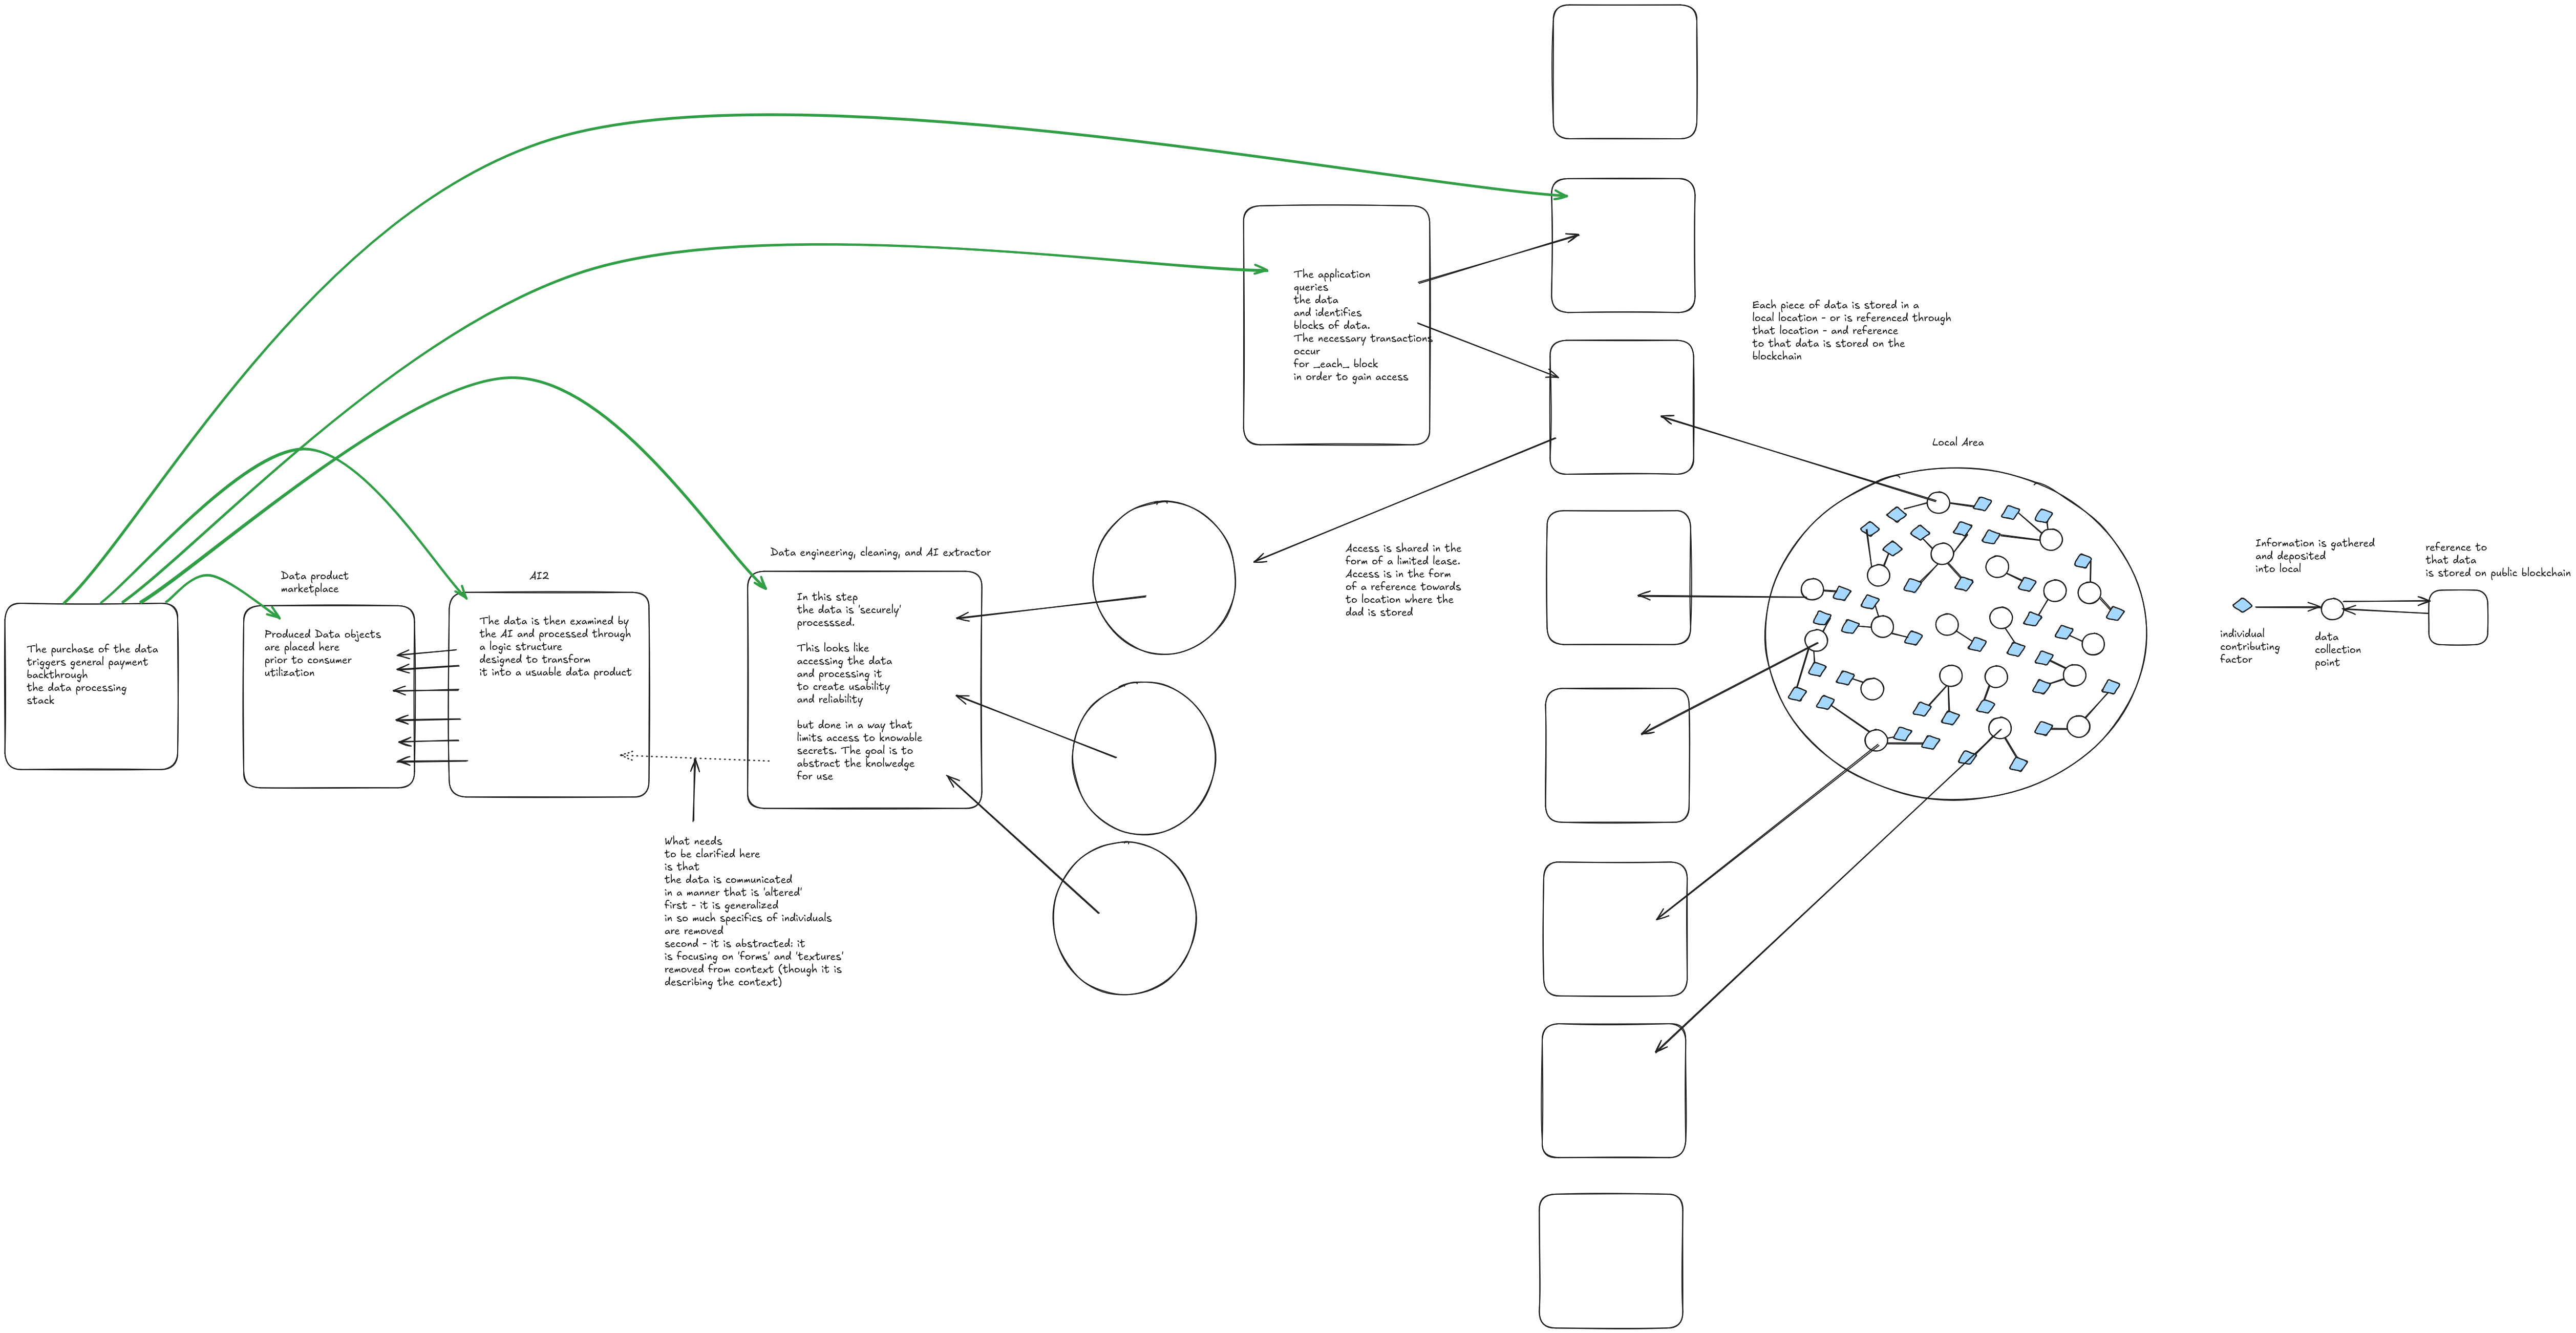 The purchase of the data
triggers general payment
backthrough
the data processing
stack
Data product
marketplace
Produced Data objects
are placed here
prior to consumer
utilization
AI2
The data is then examined by
the AI and processed through
a logic structure
designed to transform
it into a usuable data product
What needs
to be clarified here
is that
the data is communicated
in a manner that is 'altered'
first - it is generalized
in so much specifics of individuals
are removed
second - it is abstracted: it
is focusing on 'forms' and 'textures'
removed from context (though it is
describing the context)
Data engineering, cleaning, and AI extractor
In this step
the data is 'securely'
processsed.
This looks like
accessing the data
and processing it
to create usability
and reliability
but done in a way that
limits access to knowable
secrets. The goal is to
abstract the knolwedge
for use
The application
queries
the data
and identifies
blocks of data.
The necessary transactions
occur
for _each_ block
in order to gain access
Access is shared in the
form of a limited lease.
Access is in the form
of a reference towards
to location where the
dad is stored
Each piece of data is stored in a
local location - or is referenced through
that location - and reference
to that data is stored on the
blockchain
Local Area
Information is gathered
and deposited
into local
reference to
that data
is stored on public blockchain
individual
contributing
factor
data
collection
point